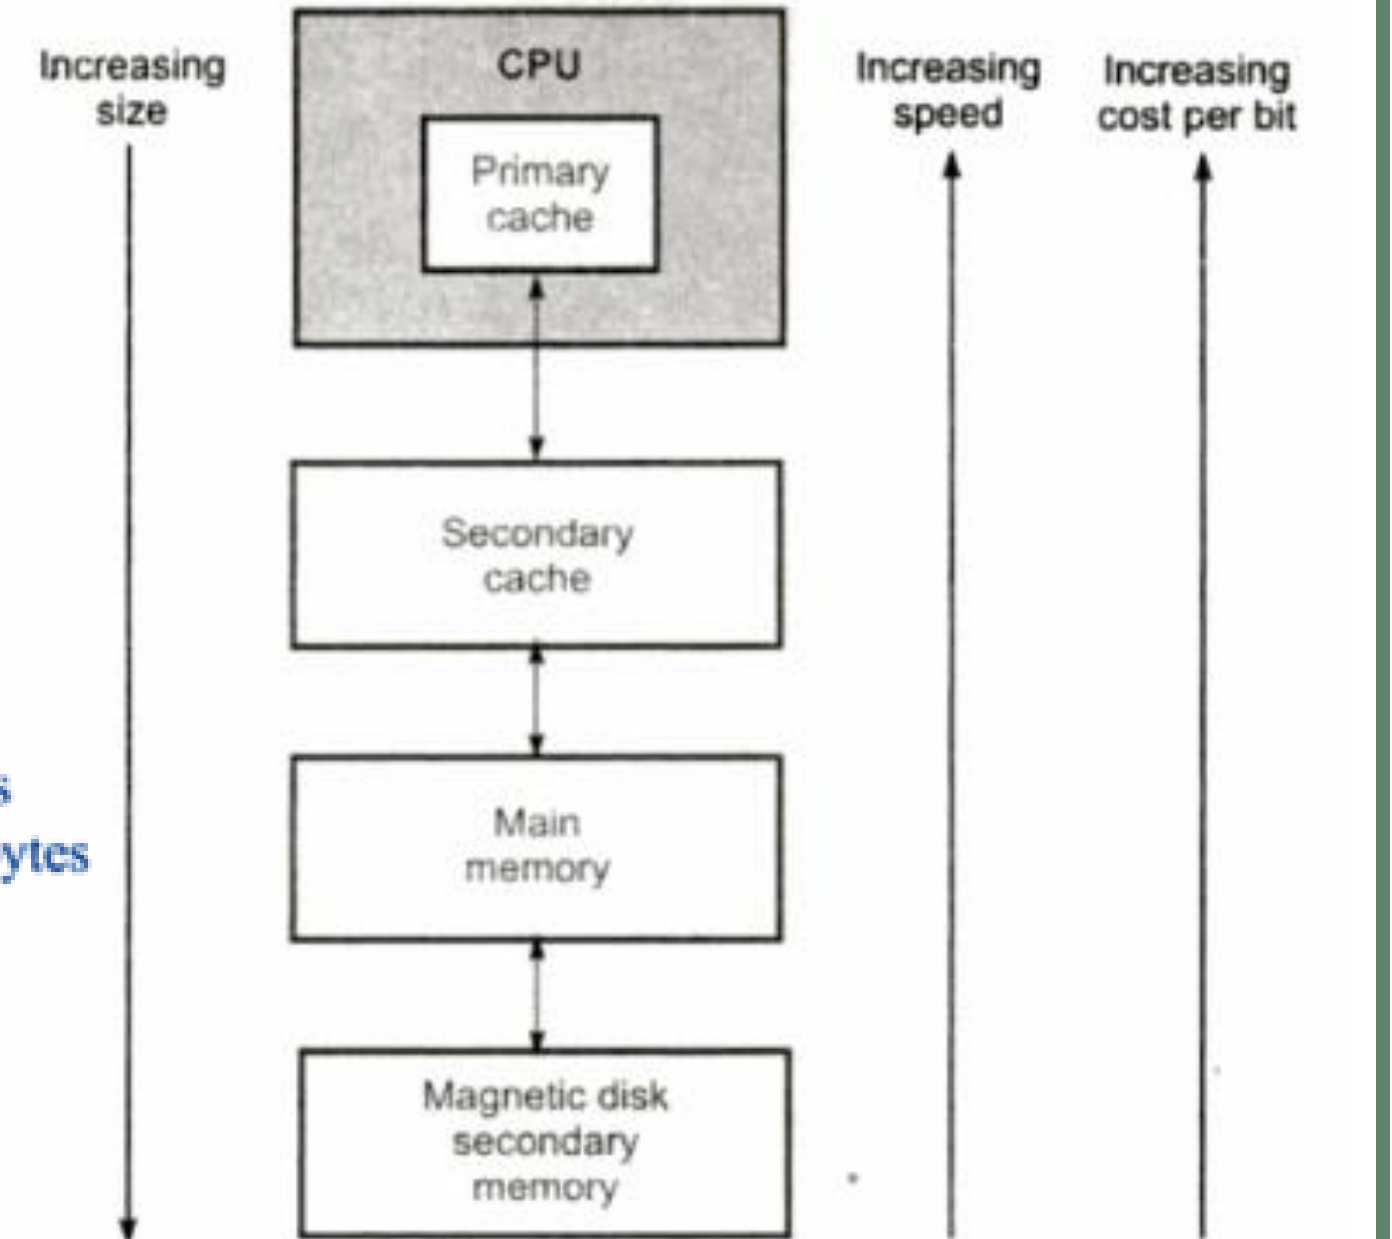 Increasing
size
CPU
Primary
cache
Increasing
speed
Increasing
cost per bit
Secondary
cache
s
ytes
Main
memory
Magnetic disk
secondary
memory